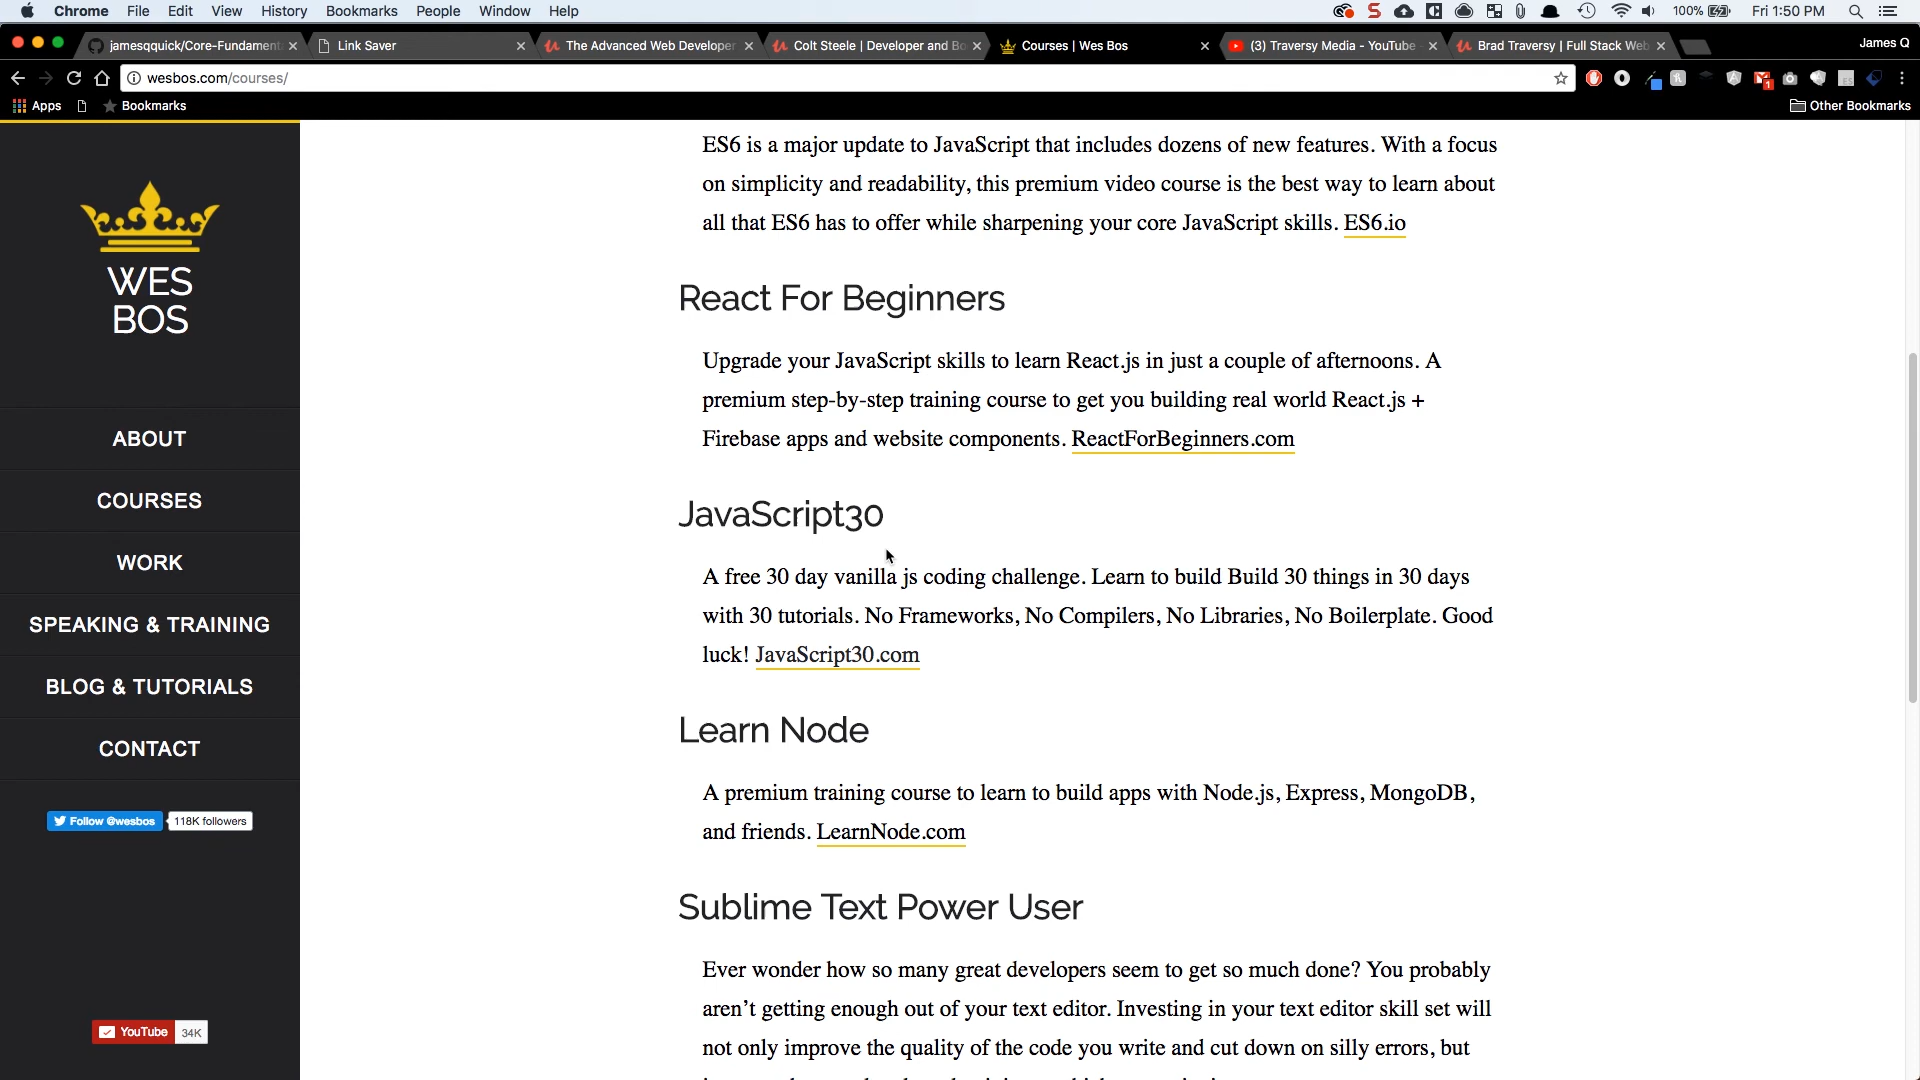 Chrome File Edit View History Bookmarks People Window Help
100% Fri 1:50 PM
jamesqquick/Core-Fundament
Link Saver
The Advanced Web Developer
Colt Steele | Developer and Bo
Courses | Wes Bos
(3) Traversy Media - YouTube
Brad Traversy | Full Stack Web
James Q
wesbos.com/courses/
Apps
Bookmarks
Other Bookmarks
WES
BOS
ABOUT
COURSES
WORK
SPEAKING & TRAINING
BLOG & TUTORIALS
CONTACT
Follow @wesbos
118K followers
YouTube 34K
ES6 is a major update to JavaScript that includes dozens of new features. With a focus
on simplicity and readability, this premium video course is the best way to learn about
all that ES6 has to offer while sharpening your core JavaScript skills. ES6.io
React For Beginners
Upgrade your JavaScript skills to learn React.js in just a couple of afternoons. A
premium step-by-step training course to get you building real world React.js +
Firebase apps and website components. ReactForBeginners.com
JavaScript30
A free 30 day vanilla js coding challenge. Learn to build Build 30 things in 30 days
with 30 tutorials. No Frameworks, No Compilers, No Libraries, No Boilerplate. Good
luck! JavaScript30.com
Learn Node
A premium training course to learn to build apps with Node.js, Express, MongoDB,
and friends. LearnNode.com
Sublime Text Power User
Ever wonder how so many great developers seem to get so much done? You probably
aren’t getting enough out of your text editor. Investing in your text editor skill set will
not only improve the quality of the code you write and cut down on silly errors, but